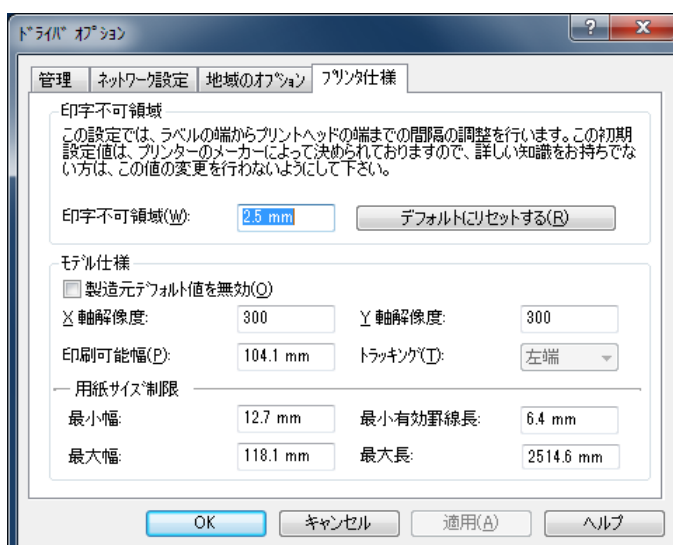 ﾄﾞﾗｲﾊﾞ ｵﾌﾟｼｮﾝ
管理 ﾈｯﾄﾜｰｸ設定 地域のｵﾌﾟｼｮﾝ ﾌﾟﾘﾝﾀ仕様
印字不可領域
この設定では、ラベルの端からプリントヘッドの端までの間隔の調整を行います。この初期
設定値は、プリンターのメーカーによって決められておりますので、詳しい知識をお持ちでな
い方は、この値の変更を行わないようにして下さい。
印字不可領域(W): 2.5 mm デフォルトにリセットする(R)
ﾓﾃﾞﾙ仕様
製造元ﾃﾞﾌｫﾙﾄ値を無効(O)
X 軸解像度: 300 Y 軸解像度: 300
印刷可能幅(P): 104.1 mm ﾄﾗｯｷﾝｸﾞ(T): 左端
用紙ｻｲｽﾞ制限
最小幅: 12.7 mm 最小有効罫線長: 6.4 mm
最大幅: 118.1 mm 最大長: 2514.6 mm
OK キャンセル 適用(A) ヘルプ